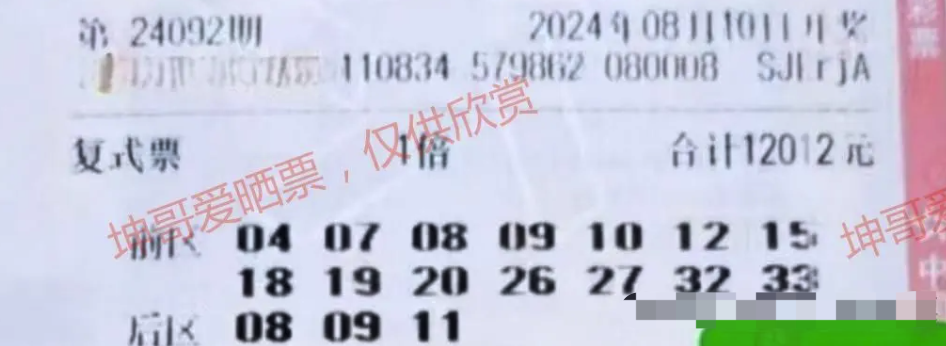 第 24092期 2024年08月10日开奖
110834 579862 080008 SJLrjA
复式票 1倍 合计12012元
坤哥爱晒票，仅供欣赏
前区 04 07 08 09 10 12 15
坤哥
18 19 20 26 27 32 33
后区 08 09 11
彩票
中